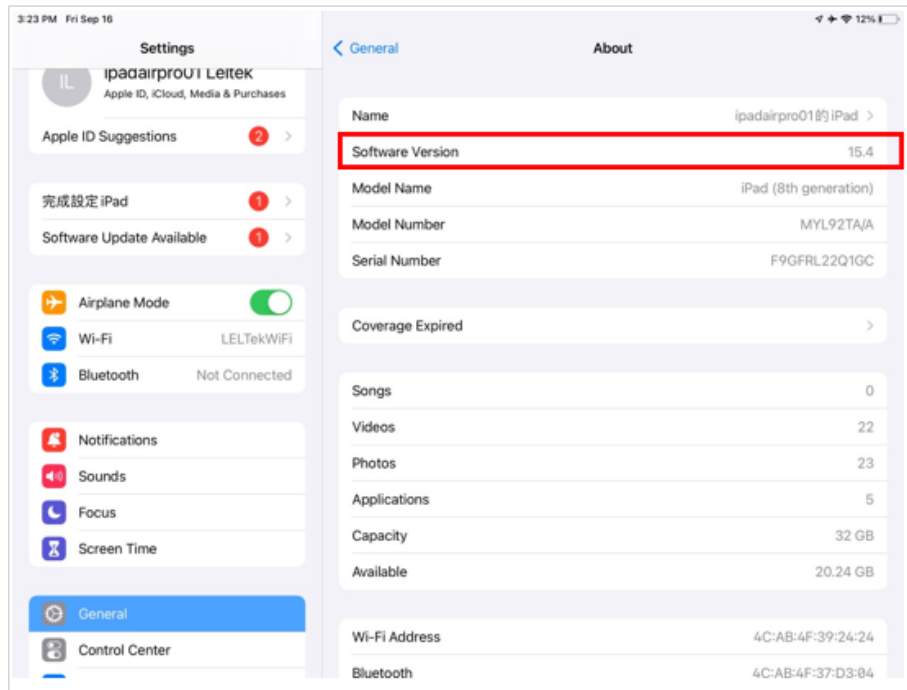 3:23 PM Fri Sep 16
12%
Settings
ipadairpro01 Leltek
IL
Apple ID, iCloud, Media & Purchases
Apple ID Suggestions 2
完成設定 iPad 1
Software Update Available 1
Airplane Mode
Wi-Fi LELTekWiFi
Bluetooth Not Connected
Notifications
Sounds
Focus
Screen Time
General
Control Center
General About
Name ipadairpro01的 iPad
Software Version 15.4
Model Name iPad (8th generation)
Model Number MYL92TA/A
Serial Number F9GFRL22Q1GC
Coverage Expired
Songs 0
Videos 22
Photos 23
Applications 5
Capacity 32 GB
Available 20.24 GB
Wi-Fi Address 4C:AB:4F:39:24:24
Bluetooth 4C:AB:4F:37:D3:04